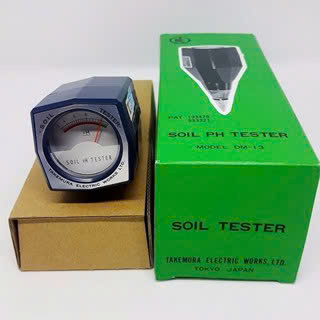 SOIL TESTER
SOIL PH TESTER
TAKEMURA ELECTRIC WORKS LTD.
PAT.
SOIL PH TESTER
MODEL DM-13
SOIL TESTER
TAKEMURA ELECTRIC WORKS, LTD.
TOKYO JAPAN